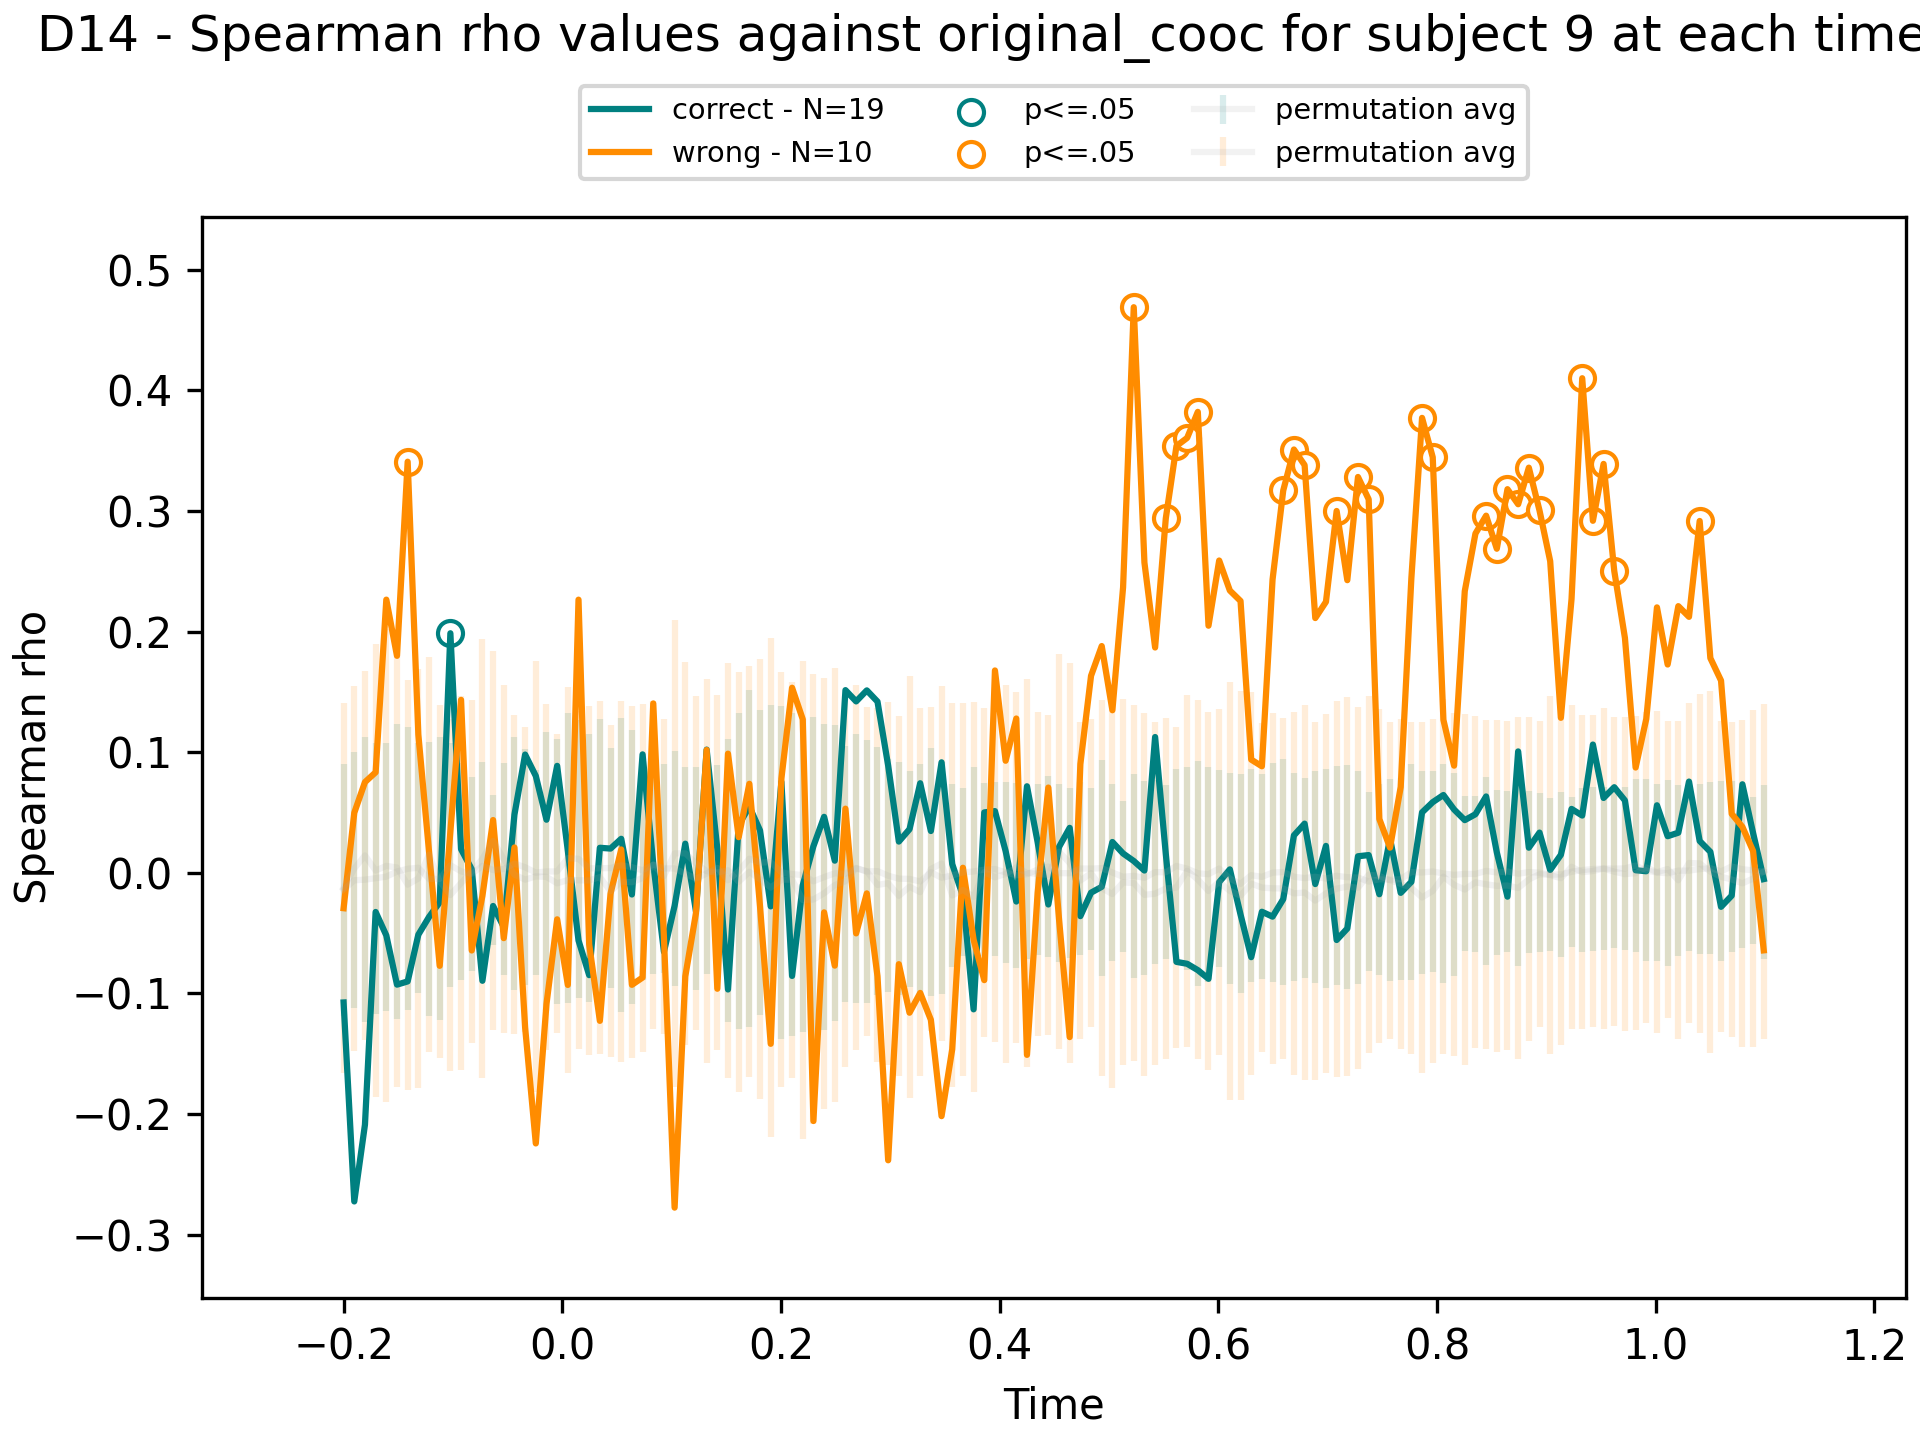 D14 - Spearman rho values against original_cooc for subject 9 at each time
correct - N=19
wrong - N=10
p<=.05
p<=.05
permutation avg
permutation avg
Spearman rho
0.5
0.4
0.3
0.2
0.1
0.0
−0.1
−0.2
−0.3
−0.2
0.0
0.2
0.4
0.6
0.8
1.0
1.2
Time